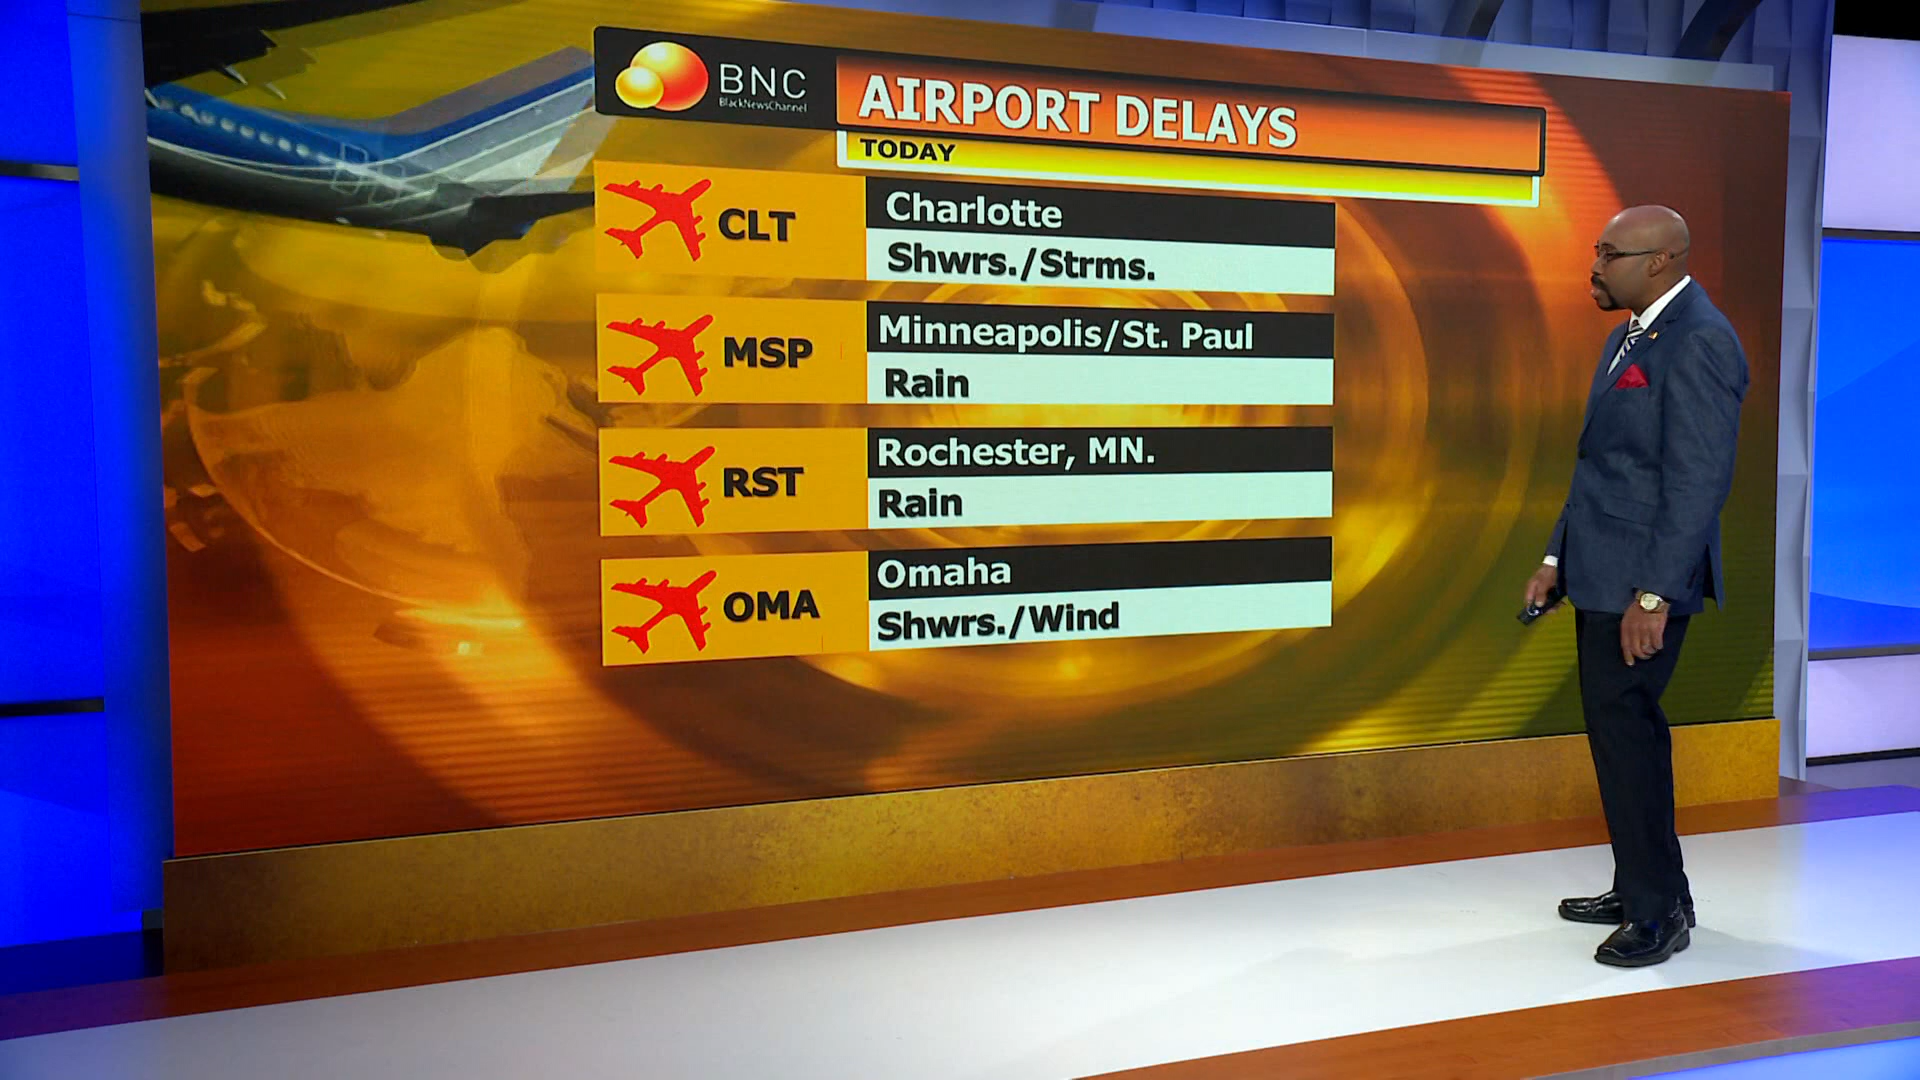 BNC
BlackNewsChannel
AIRPORT DELAYS
TODAY
CLT
Charlotte
Shwrs./Strms.
MSP
Minneapolis/St. Paul
Rain
RST
Rochester, MN.
Rain
OMA
Omaha
Shwrs./Wind